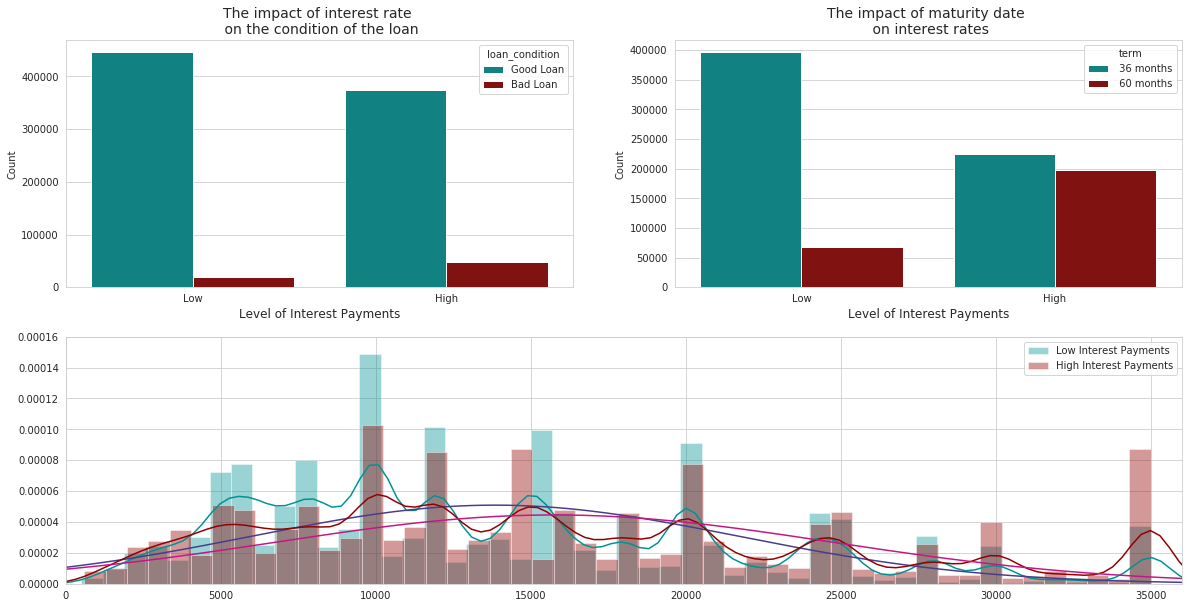 The impact of interest rate
on the condition of the loan
Count
400000
300000
200000
100000
0
loan_condition
Good Loan
Bad Loan
Low
High
Level of Interest Payments
The impact of maturity date
on interest rates
Count
400000
350000
300000
250000
200000
150000
100000
50000
0
term
36 months
60 months
Low
High
Level of Interest Payments
0.00016
0.00014
0.00012
0.00010
0.00008
0.00006
0.00004
0.00002
0.00000
Low Interest Payments
High Interest Payments
0
5000
10000
15000
20000
25000
30000
35000